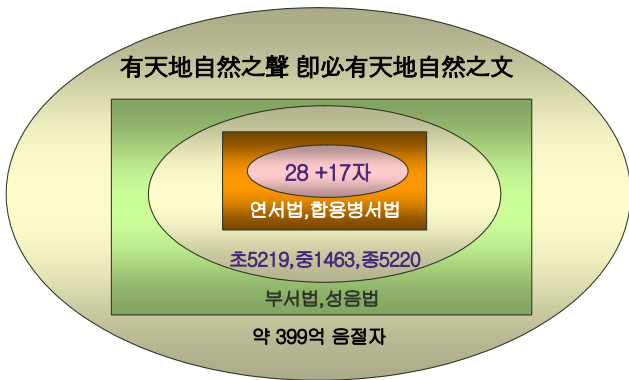 有天地自然之聲 卽必有天地自然之文
28 +17자
연서법,합용병서법
초5219,중1463,종5220
부서법,성음법
약 399억 음절자